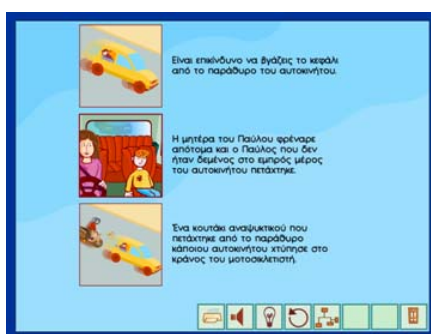 Είναι επικίνδυνο να βγάζεις το κεφάλι
από το παράθυρο του αυτοκινήτου.
Η μητέρα του Παύλου φρέναρε
απότομα και ο Παύλος που δεν
ήταν δεμένος στο εμπρός μέρος
του αυτοκινήτου πετάχτηκε.
Ένα κουτάκι αναψυκτικού που
πετάχτηκε από το παράθυρο
κάποιου αυτοκινήτου χτύπησε στο
κράνος του μοτοσικλετιστή.